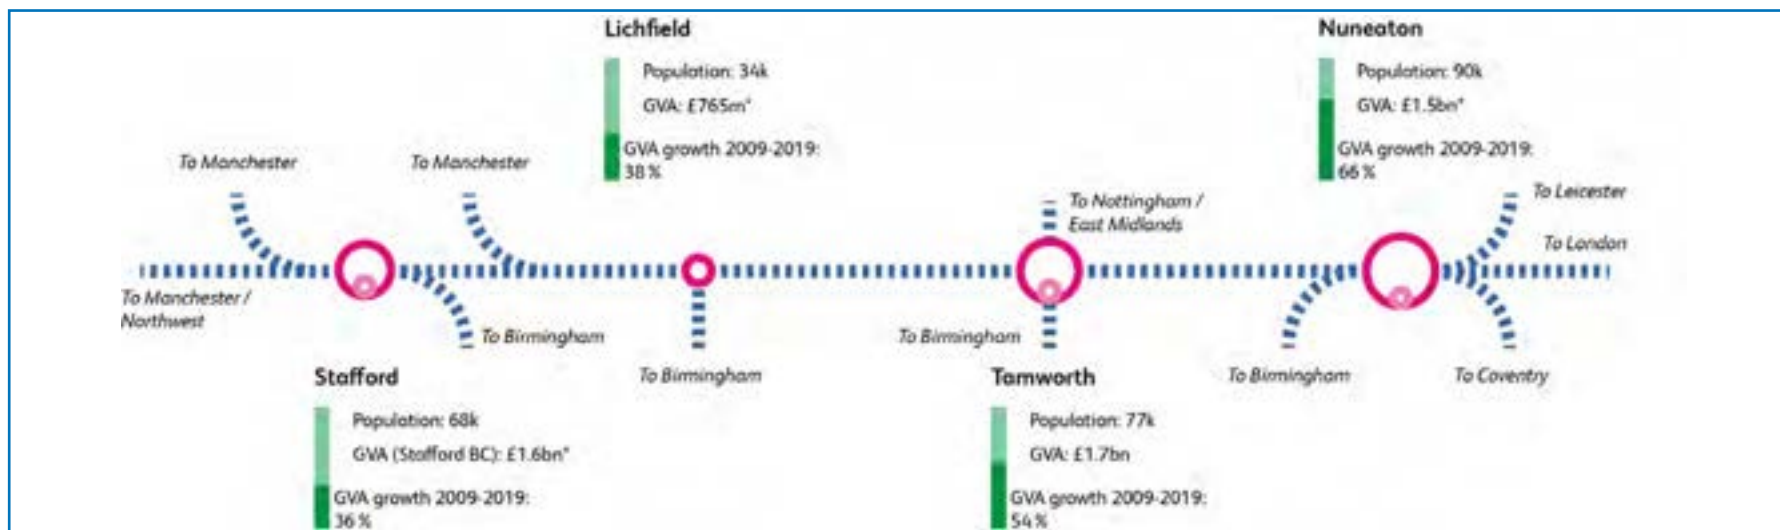 Lichfield
Population: 34k
GVA: £765m*
GVA growth 2009-2019:
38%
Nuneaton
Population: 90k
GVA: £1.5bn*
GVA growth 2009-2019:
66%
To Manchester
To Manchester
To Nottingham /
East Midlands
To Leicester
To London
To Manchester /
Northwest
To Birmingham
To Birmingham
To Birmingham
To Birmingham
To Coventry
Stafford
Population: 68k
GVA (Stafford BC): £1.6bn*
GVA growth 2009-2019:
36%
Tamworth
Population: 77k
GVA: £1.7bn
GVA growth 2009-2019:
54%